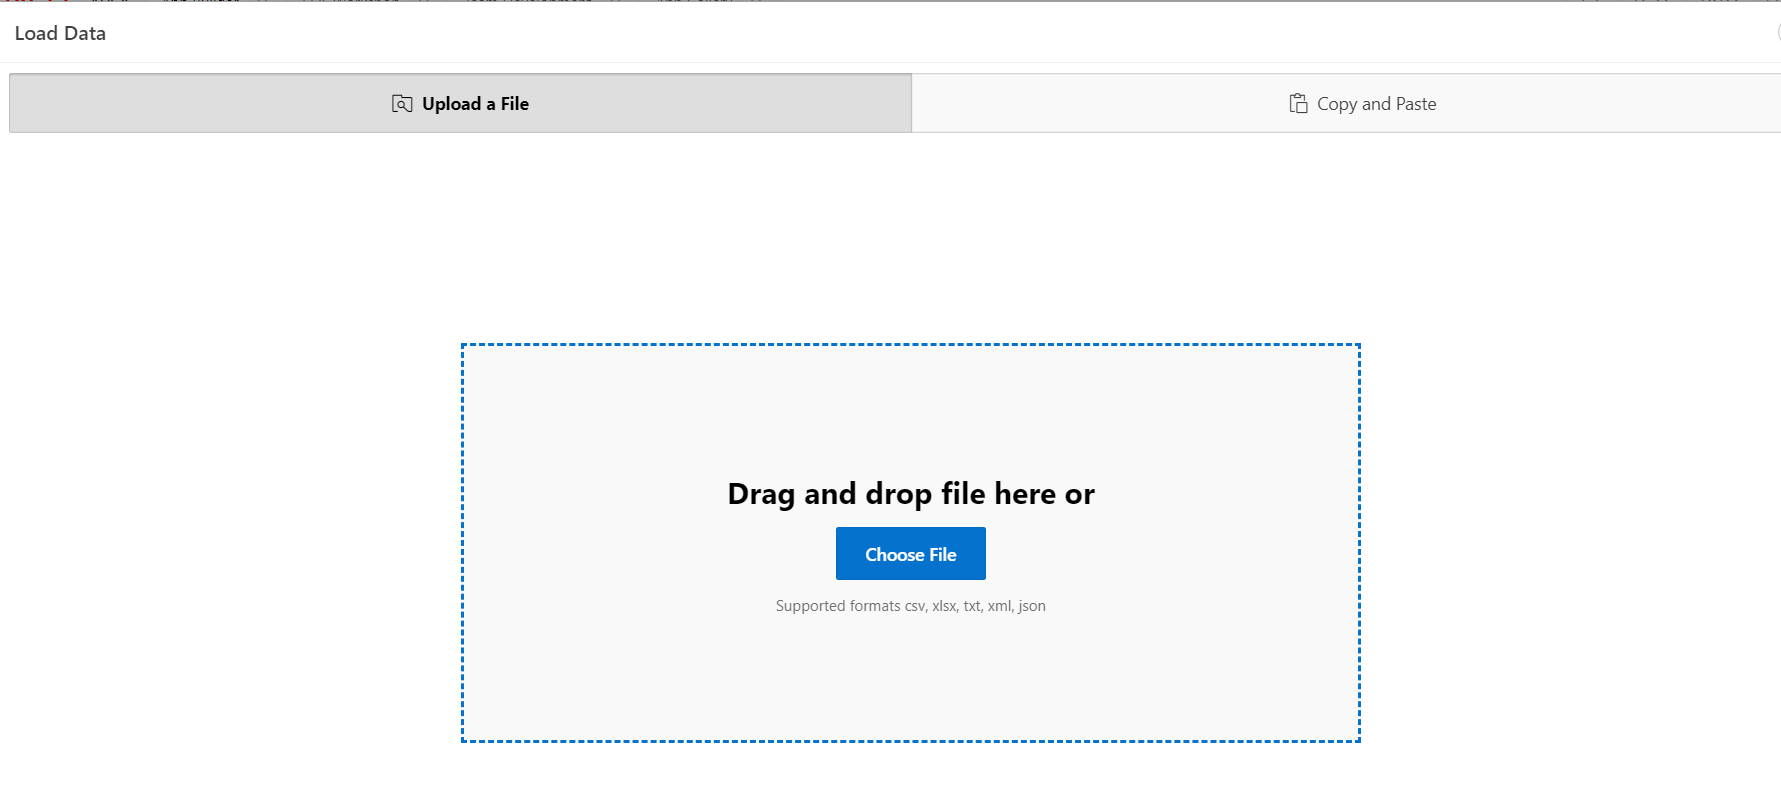 Load Data
Upload a File
Copy and Paste
Drag and drop file here or
Choose File
Supported formats csv, xlsx, txt, xml, json